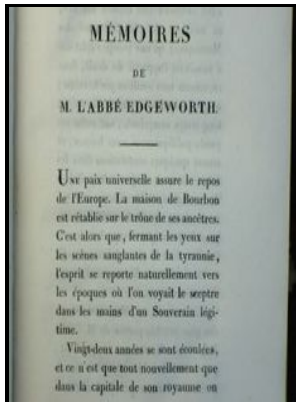 MÉMOIRES
DE
M. L'ABBÉ EDGEWORTH.
UNE paix universelle assure le repos
de l'Europe. La maison de Bourbon
est rétablie sur le trône de ses ancêtres.
C'est alors que, fermant les yeux sur
les scènes sanglantes de la tyrannie,
l'esprit se reporte naturellement vers
les époques où l'on voyait le sceptre
dans les mains d'un Souverain légi-
time.
Vingt-deux années se sont écoulées,
et ce n'est que tout nouvellement que
dans la capitale de son royaume on